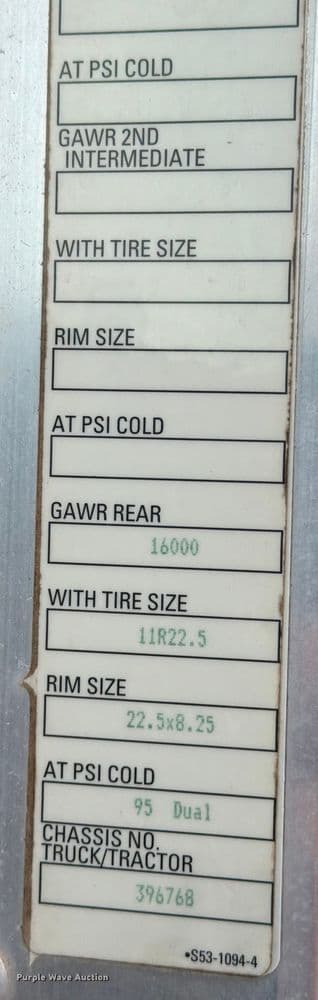 AT PSI COLD
GAWR 2ND
INTERMEDIATE
WITH TIRE SIZE
RIM SIZE
AT PSI COLD
GAWR REAR
16000
WITH TIRE SIZE
11R22.5
RIM SIZE
22.5x8.25
AT PSI COLD
95 Dual
CHASSIS NO.
TRUCK/TRACTOR
396768
•S53-1094-4
Purple Wave Auction